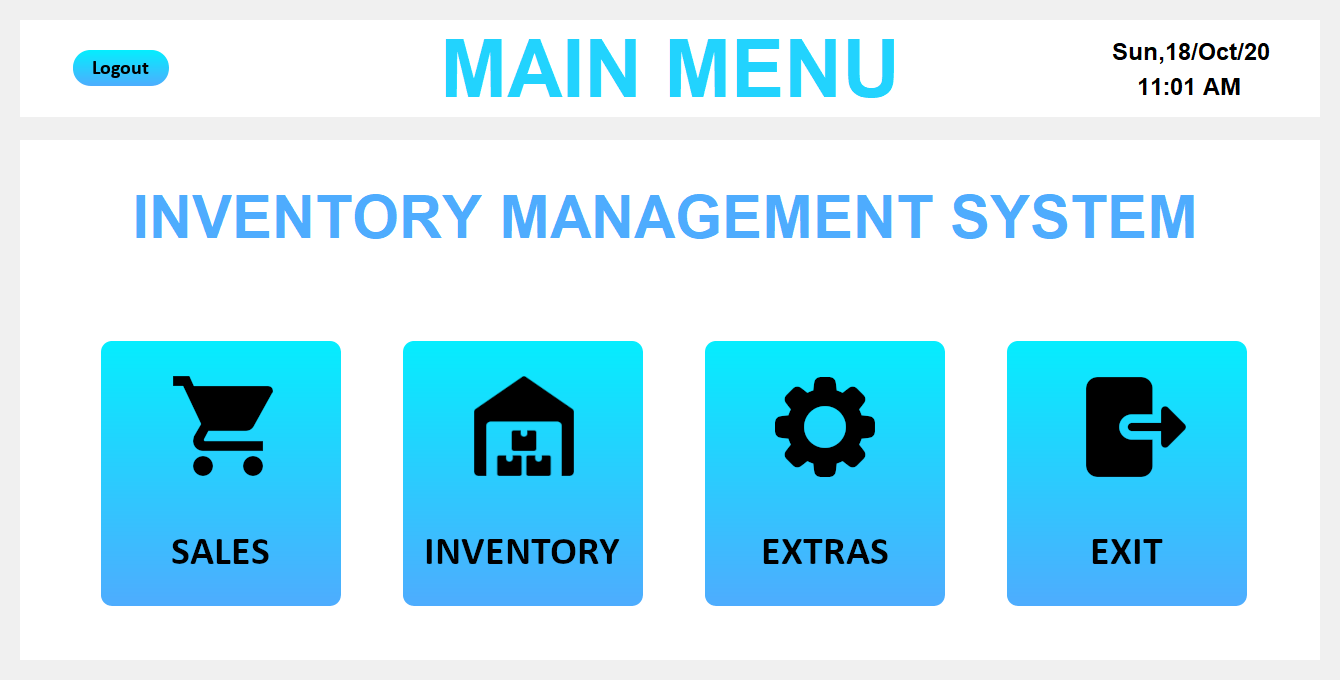 Logout
MAIN MENU
Sun,18/Oct/20
11:01 AM
INVENTORY MANAGEMENT SYSTEM
SALES
INVENTORY
EXTRAS
EXIT